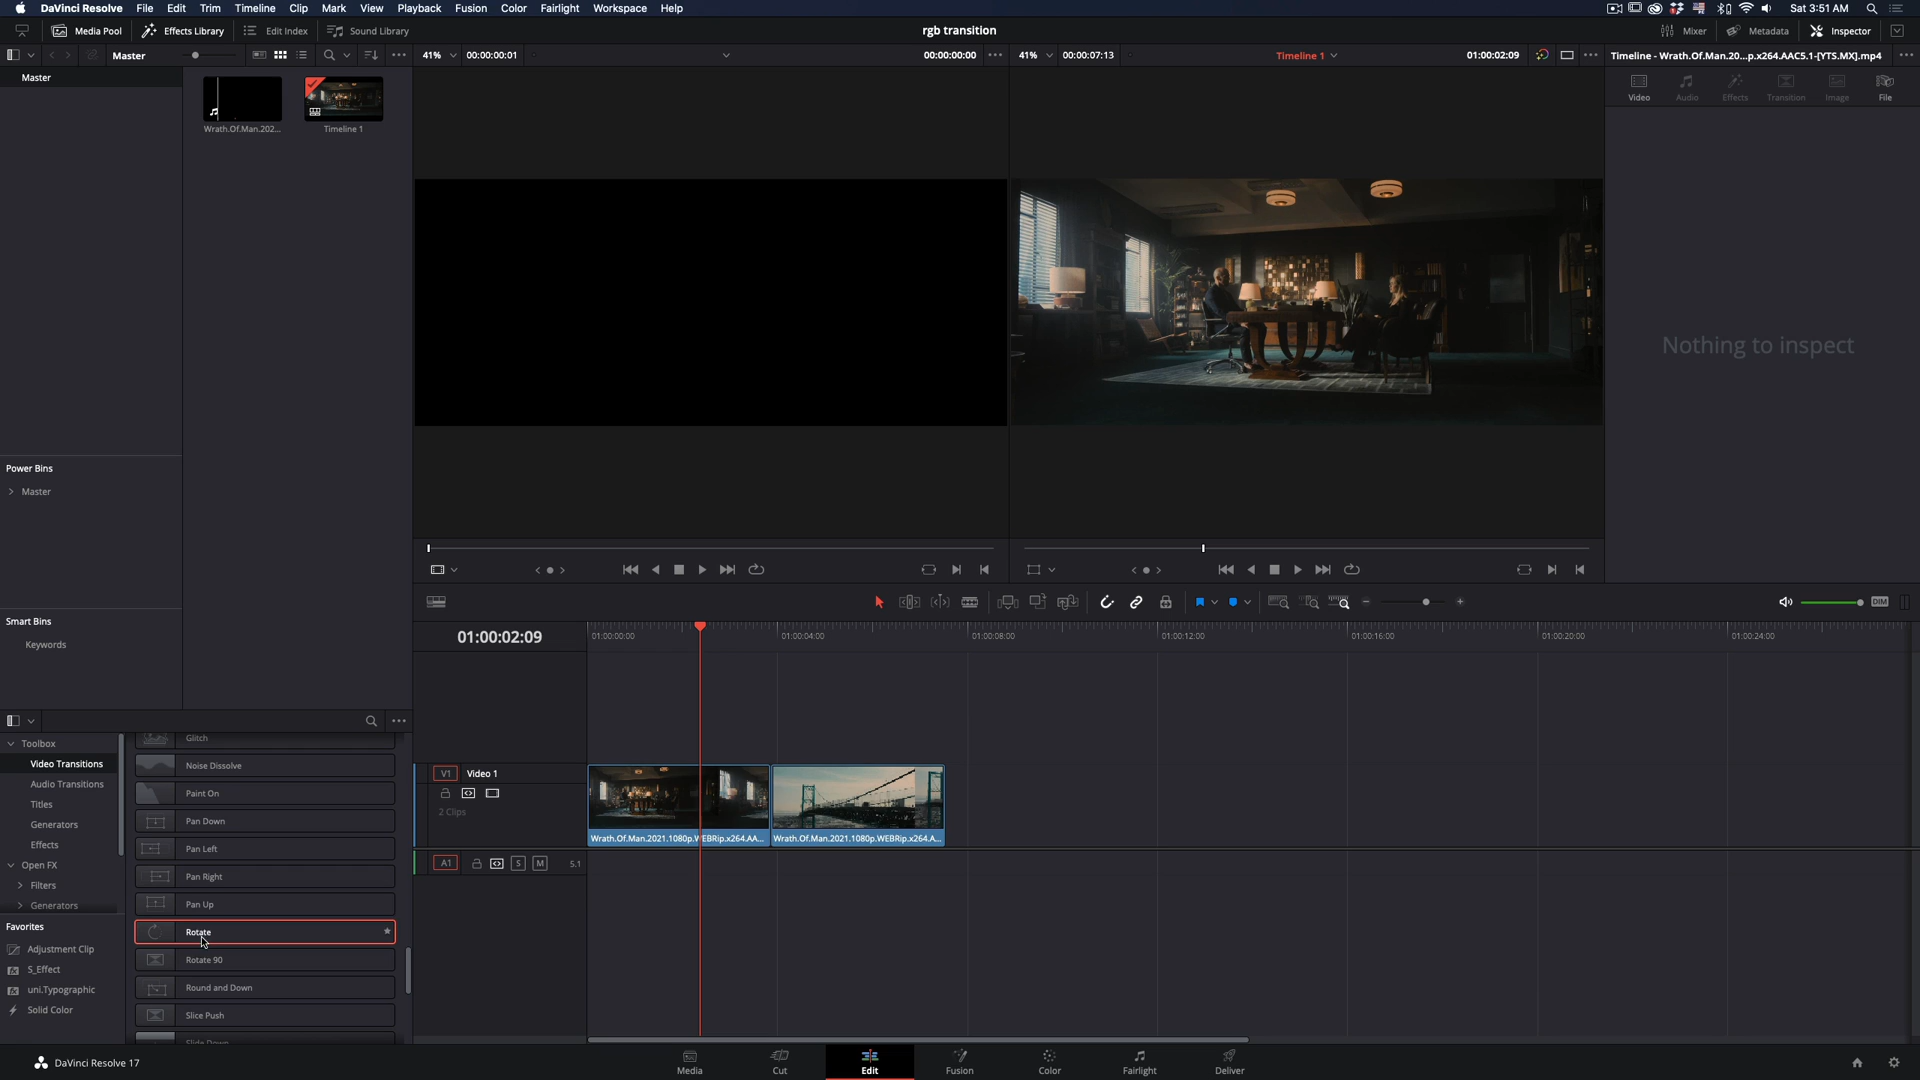 DaVinci Resolve File Edit Trim Timeline Clip Mark View Playback Fusion Color Fairlight Workspace Help Sat 3:51 AM
Media Pool Effects Library Edit Index Sound Library rgb transition Mixer Metadata Inspector
Master 41% 00:00:00:01 00:00:00:00 41% 00:00:07:13 Timeline 1 01:00:02:09 Timeline - Wrath.Of.Man.20...p.x264.AAC5.1-[YTS.MX].mp4
Master
Video Audio Effects Transition Image File
Wrath.Of.Man.202... Timeline 1
Nothing to inspect
Power Bins
Master
Smart Bins
Keywords
DIM
01:00:02:09
01:00:00:00 01:00:04:00 01:00:08:00 01:00:12:00 01:00:16:00 01:00:20:00 01:00:24:00
Toolbox
Video Transitions
Audio Transitions
Titles
Generators
Effects
Open FX
Filters
Generators
Favorites
Adjustment Clip
S_Effect
uni.Typographic
Solid Color
Glitch
Noise Dissolve
Paint On
Pan Down
Pan Left
Pan Right
Pan Up
Rotate
Rotate 90
Round and Down
Slice Push
Slide Down
V1 Video 1
2 Clips
Wrath.Of.Man.2021.1080p.WEBRip.x264.AA... Wrath.Of.Man.2021.1080p.WEBRip.x264.A...
A1 S M 5.1
DaVinci Resolve 17
Media Cut Edit Fusion Color Fairlight Deliver